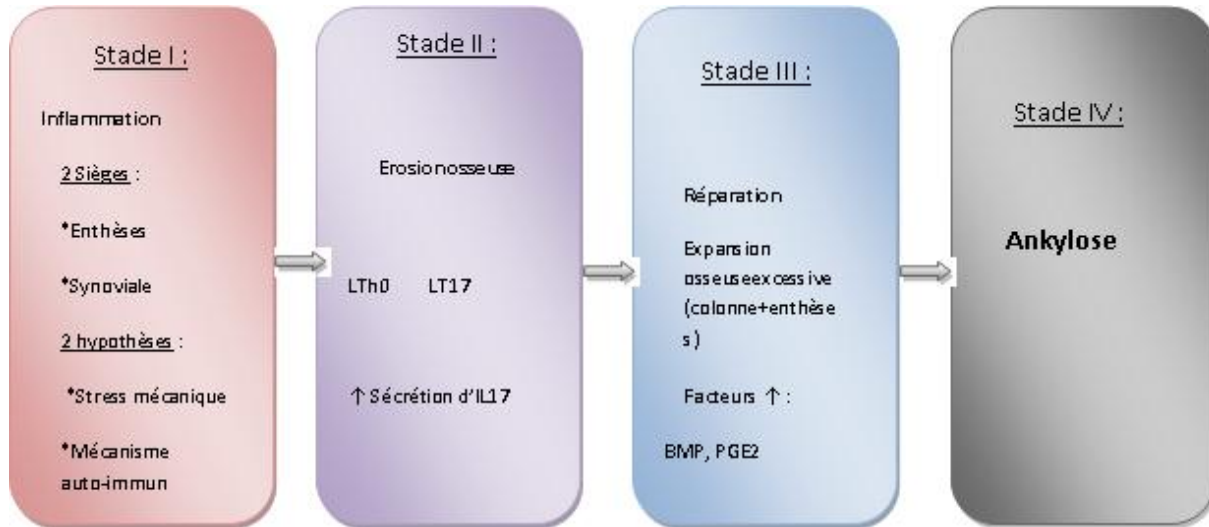 Stade I :
Inflammation
2 Sièges :
*Enthèses
*Synoviale
2 hypothèses :
*Stress mécanique
*Mécanisme
auto-immun
Stade II :
Erosionosseuse
LTh0 LT17
↑ Sécrétion d'IL17
Stade III :
Réparation
Expansion
osseuseexcessive
(colonne+enthèse
s)
Facteurs ↑ :
BMP, PGE2
Stade IV :
Ankylose